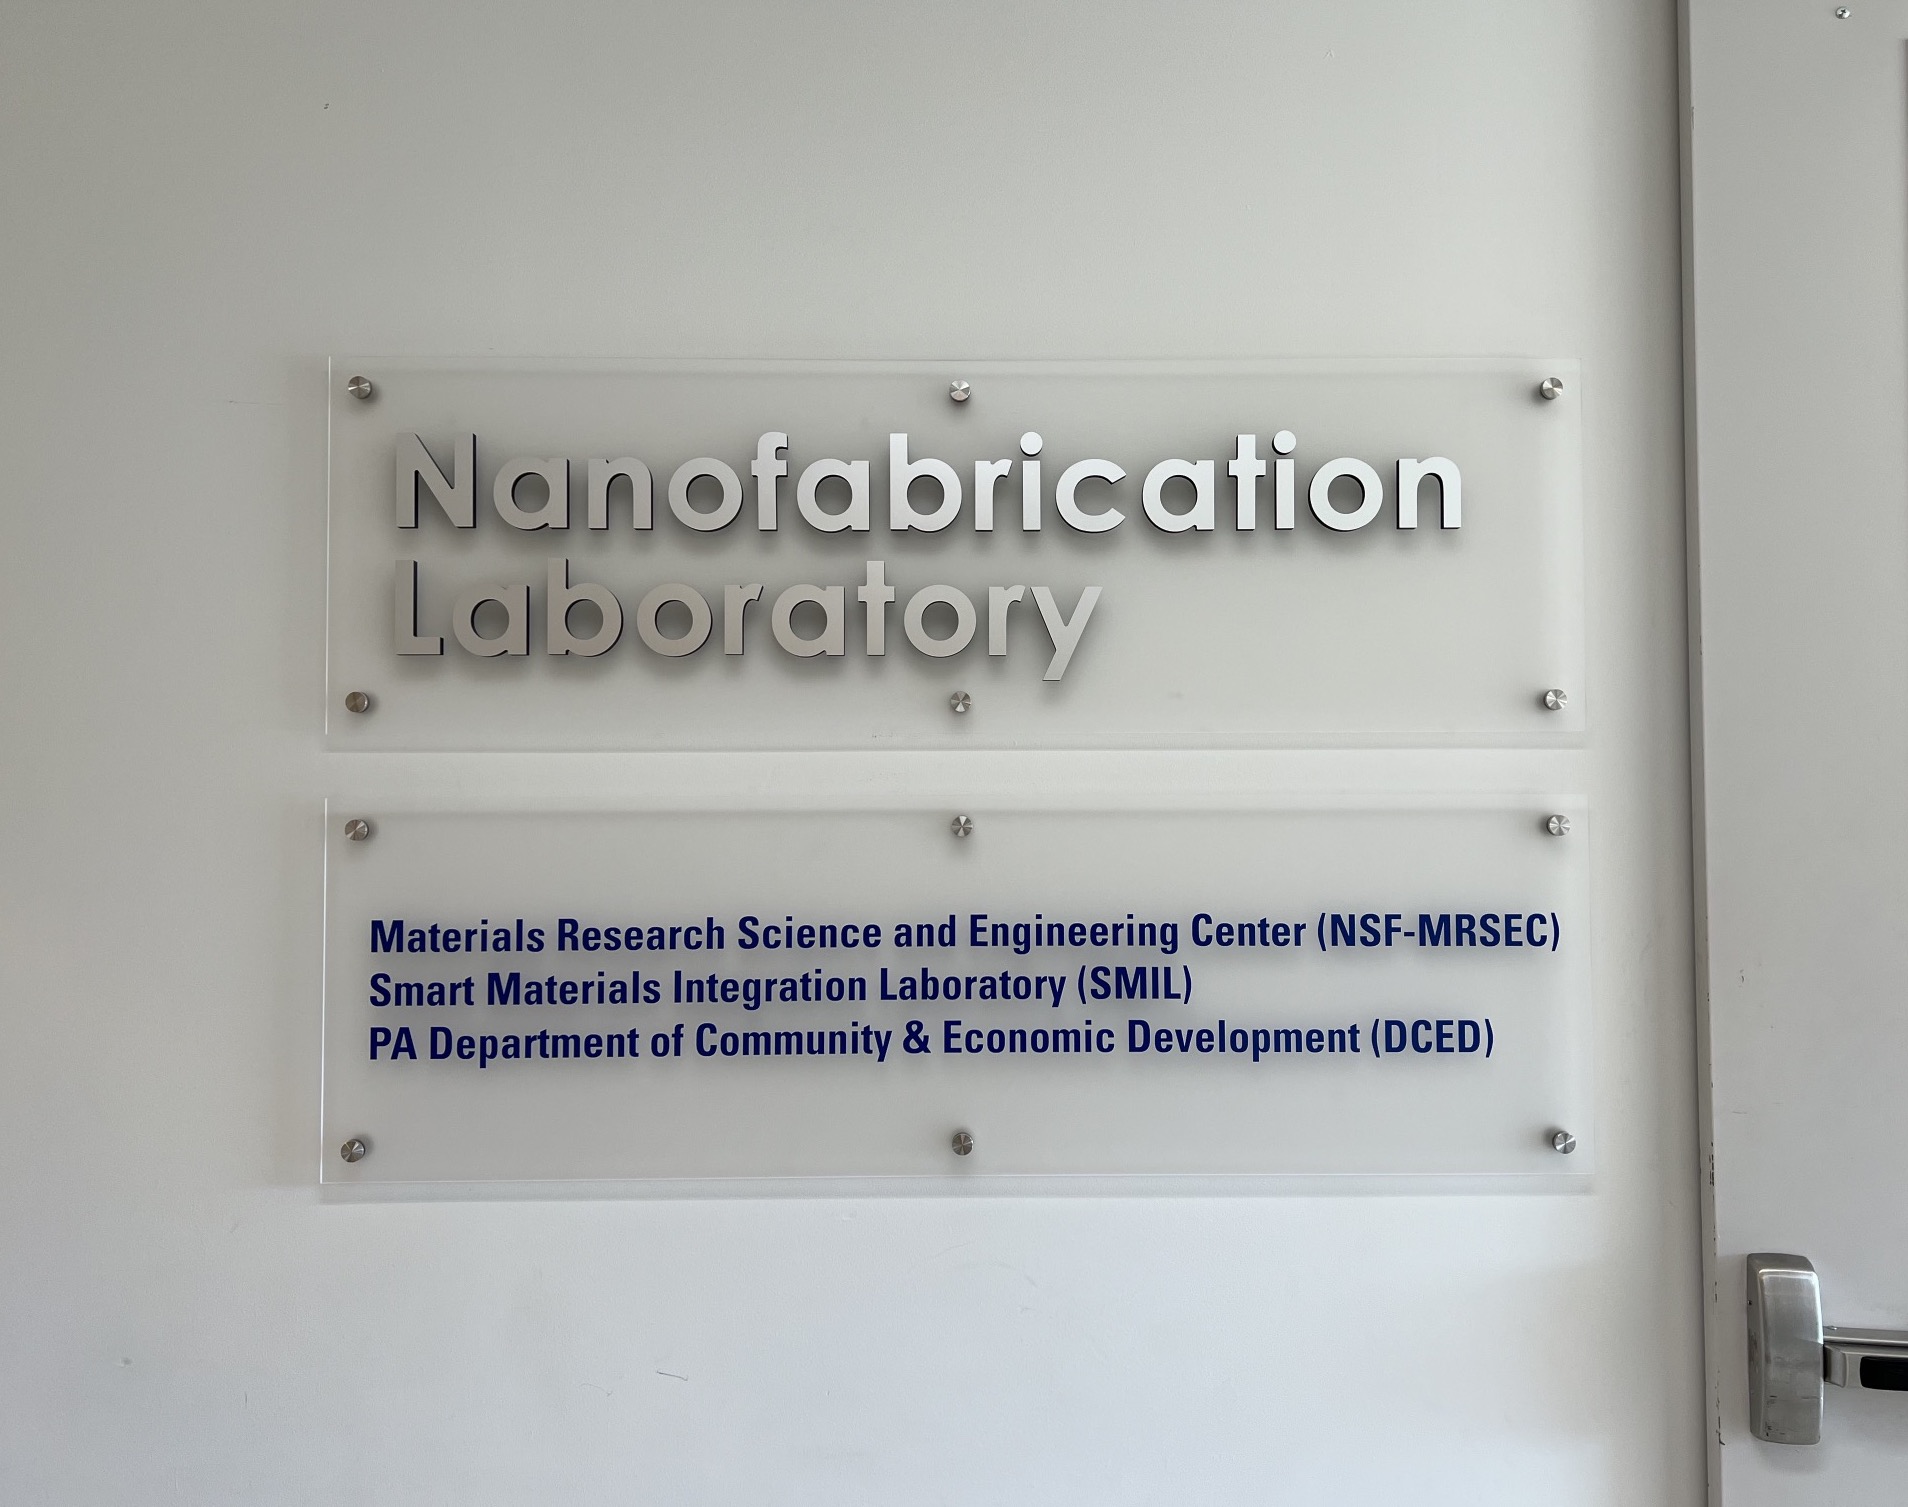 Nanofabrication
Laboratory
Materials Research Science and Engineering Center (NSF-MRSEC)
Smart Materials Integration Laboratory (SMIL)
PA Department of Community & Economic Development (DCED)